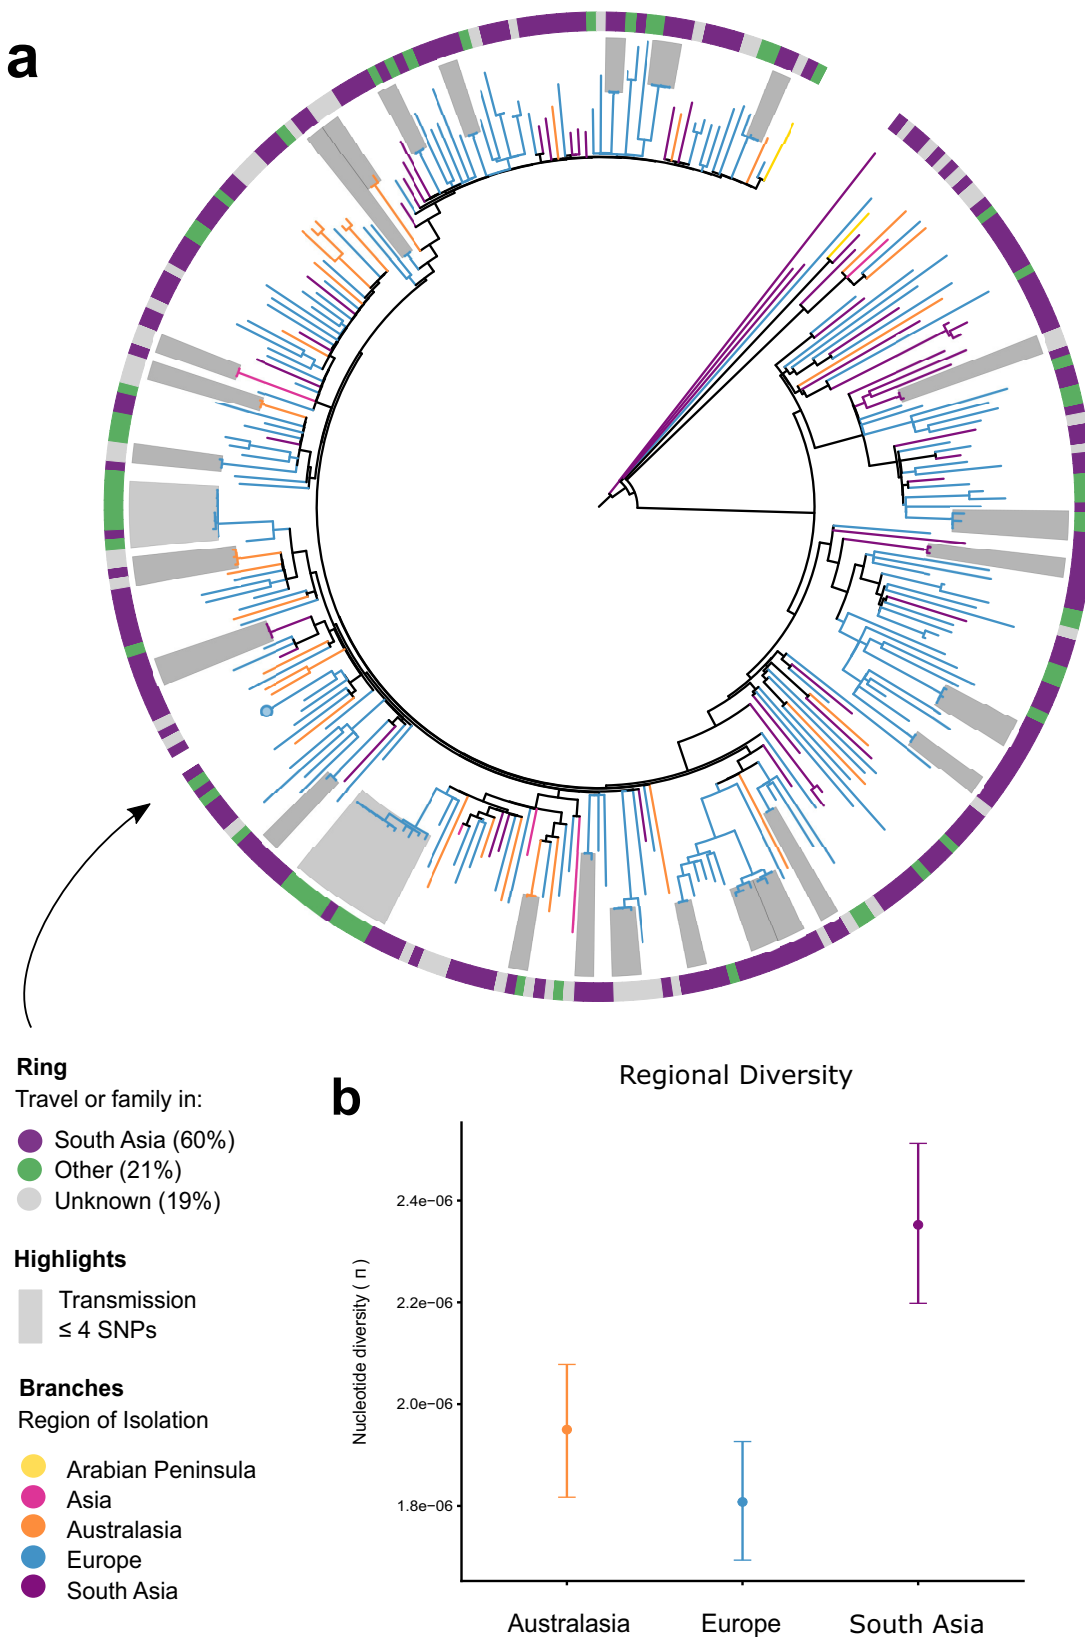 a
Ring
Travel or family in:
South Asia (60%)
Other (21%)
Unknown (19%)
Highlights
Transmission
≤ 4 SNPs
Branches
Region of Isolation
Arabian Peninsula
Asia
Australasia
Europe
South Asia
b
Regional Diversity
Nucleotide diversity ( π )
2.4e−06
2.2e−06
2.0e−06
1.8e−06
Australasia
Europe
South Asia